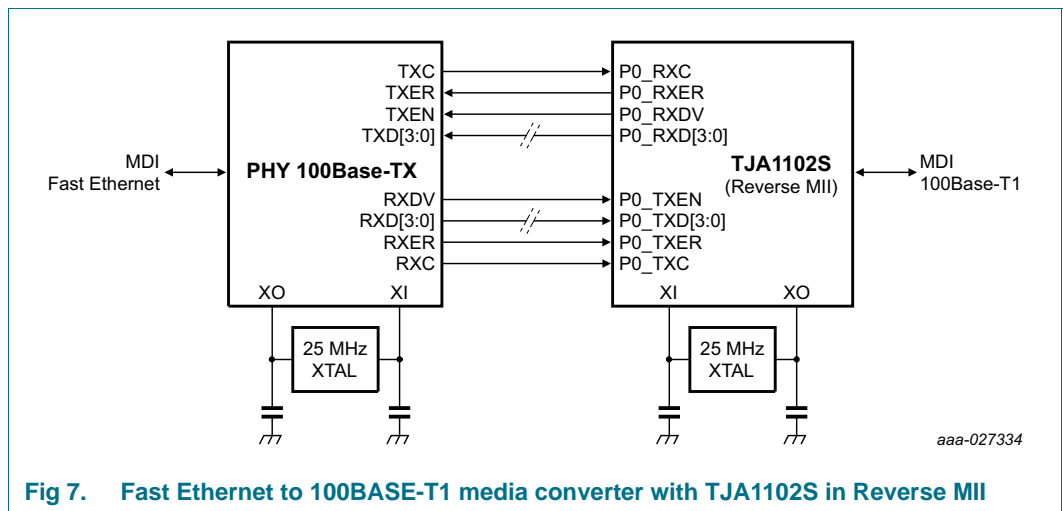 TXC
TXER
TXEN
TXD[3:0]
P0_RXC
P0_RXER
P0_RXDV
P0_RXD[3:0]
MDI
Fast Ethernet
PHY 100Base-TX
TJA1102S
(Reverse MII)
MDI
100Base-T1
RXDV
RXD[3:0]
RXER
RXC
P0_TXEN
P0_TXD[3:0]
P0_TXER
P0_TXC
XO
XI
XI
XO
25 MHz
XTAL
25 MHz
XTAL
aaa-027334
Fig 7. Fast Ethernet to 100BASE-T1 media converter with TJA1102S in Reverse MII